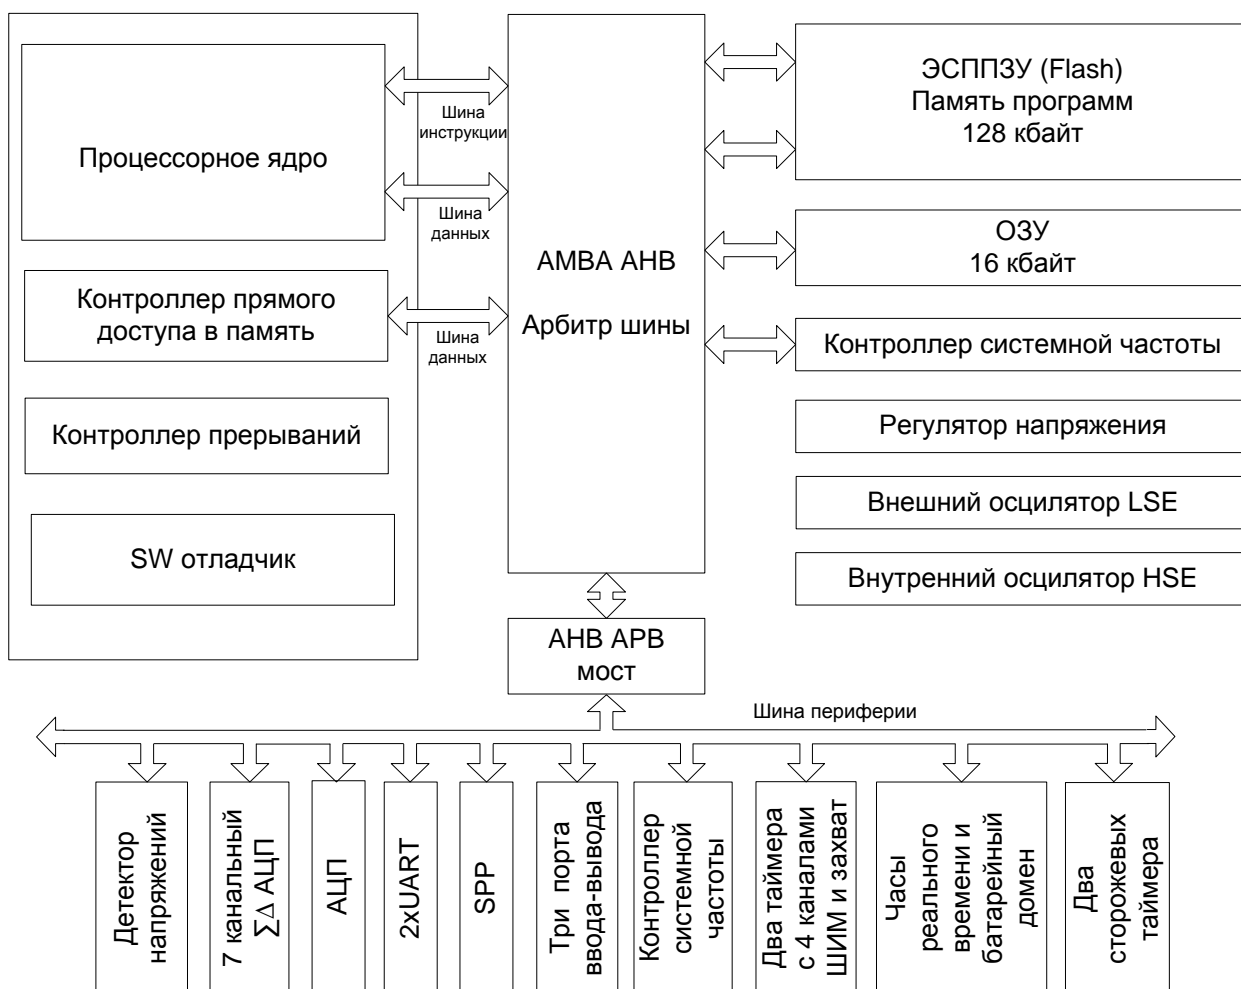 Процессорное ядро
Контроллер прямого
доступа в память
Контроллер прерываний
SW отладчик
Шина
инструкции
Шина
данных
Шина
данных
AMBA AHB
Арбитр шины
AHB APB
мост
ЭСППЗУ (Flash)
Память программ
128 кбайт
ОЗУ
16 кбайт
Контроллер системной частоты
Регулятор напряжения
Внешний осцилятор LSE
Внутренний осцилятор HSE
Шина периферии
Детектор
напряжений
7 канальный
∑∆ АЦП
АЦП
2xUART
SPP
Три порта
ввода-вывода
Контроллер
системной
частоты
Два таймера
с 4 каналами
ШИМ и захват
Часы
реального
времени и
батарейный
домен
Два
сторожевых
таймера